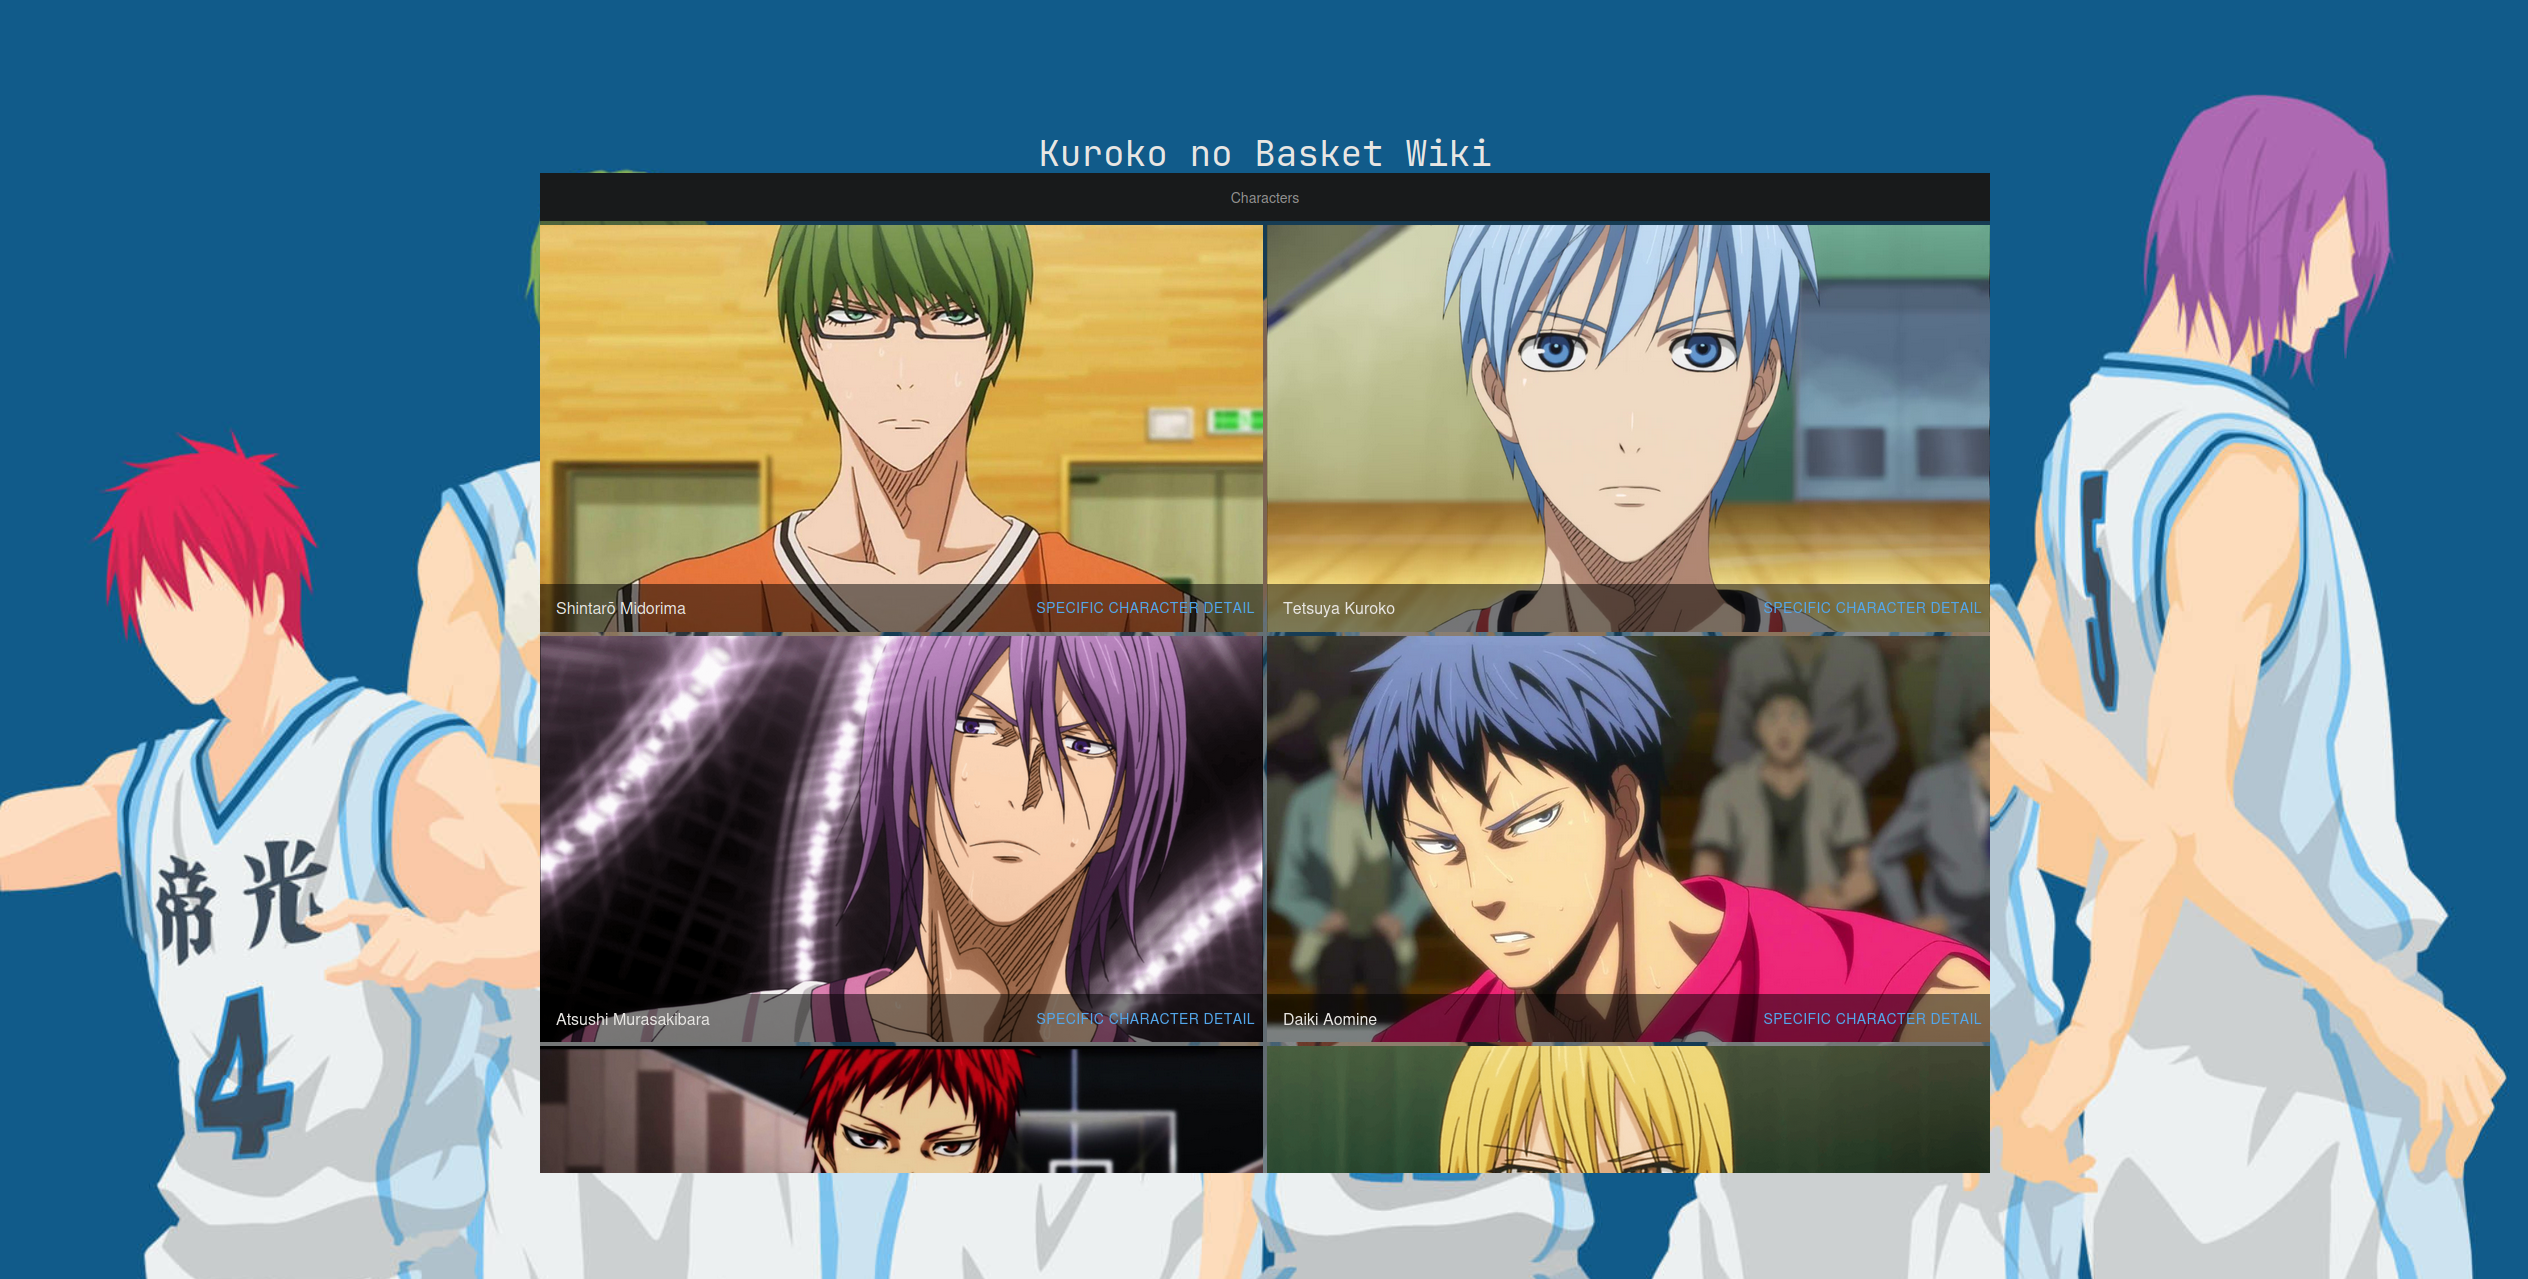 Kuroko no Basket Wiki
Characters
Shintarō Midorima
SPECIFIC CHARACTER DETAIL
Tetsuya Kuroko
SPECIFIC CHARACTER DETAIL
帝光
4
5
Atsushi Murasakibara
SPECIFIC CHARACTER DETAIL
Daiki Aomine
SPECIFIC CHARACTER DETAIL